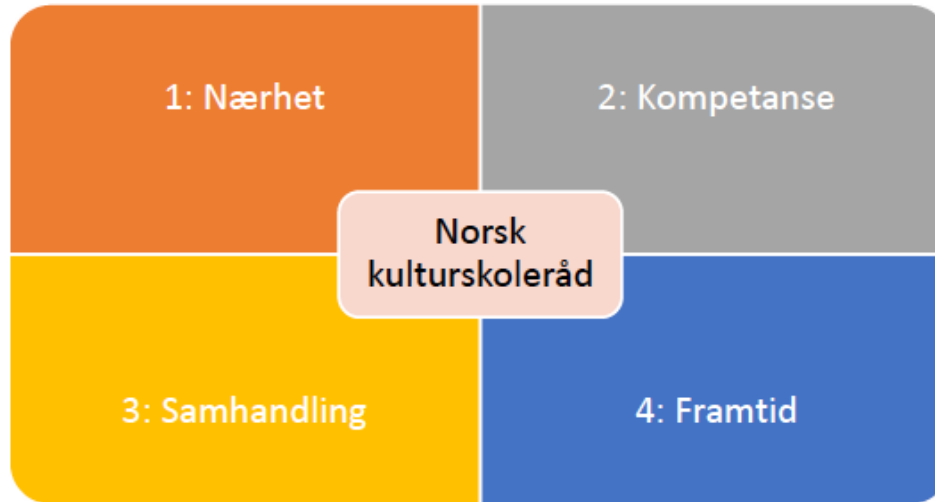 1: Nærhet
2: Kompetanse
Norsk
kulturskoleråd
3: Samhandling
4: Framtid